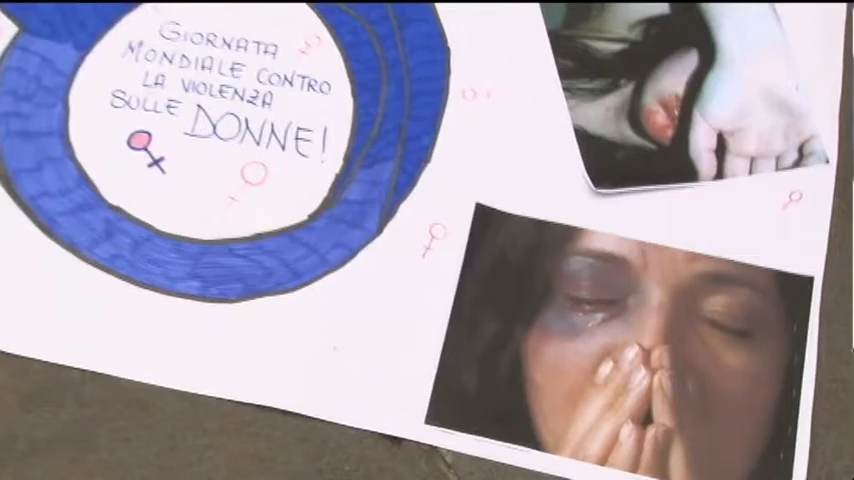 GIORNATA
MONDIALE CONTRO
LA VIOLENZA
SULLE DONNE!